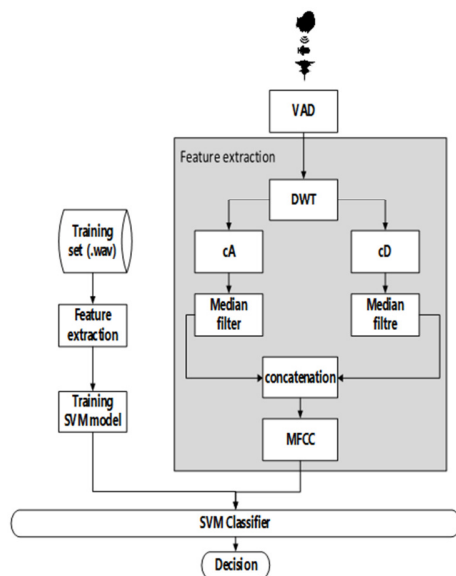 VAD
Feature extraction
DWT
Training
set (.wav)
cA
cD
Feature
extraction
Median
filter
Median
filtre
concatenation
Training
SVM model
MFCC
SVM Classifier
Decision